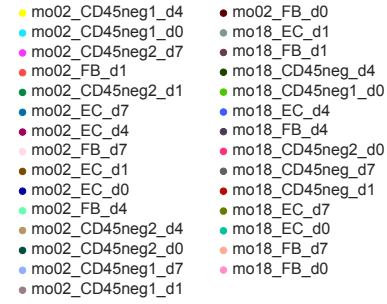 mo02_CD45neg1_d4
mo02_CD45neg1_d0
mo02_CD45neg2_d7
mo02_FB_d1
mo02_CD45neg2_d1
mo02_EC_d7
mo02_EC_d4
mo02_FB_d7
mo02_EC_d1
mo02_EC_d0
mo02_FB_d4
mo02_CD45neg2_d4
mo02_CD45neg2_d0
mo02_CD45neg1_d7
mo02_CD45neg1_d1
mo02_FB_d0
mo18_EC_d1
mo18_FB_d1
mo18_CD45neg_d4
mo18_CD45neg1_d0
mo18_EC_d4
mo18_FB_d4
mo18_CD45neg2_d0
mo18_CD45neg_d7
mo18_CD45neg_d1
mo18_EC_d7
mo18_EC_d0
mo18_FB_d7
mo18_FB_d0